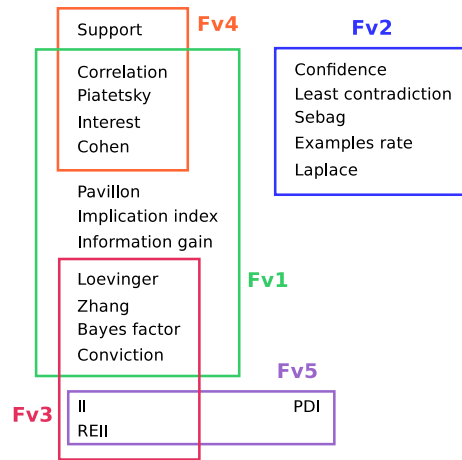 Support
Fv4
Fv2
Correlation
Piatetsky
Interest
Cohen
Confidence
Least contradiction
Sebag
Examples rate
Laplace
Pavillon
Implication index
Information gain
Loevinger
Zhang
Bayes factor
Conviction
Fv1
Fv5
Fv3
II
REII
PDI